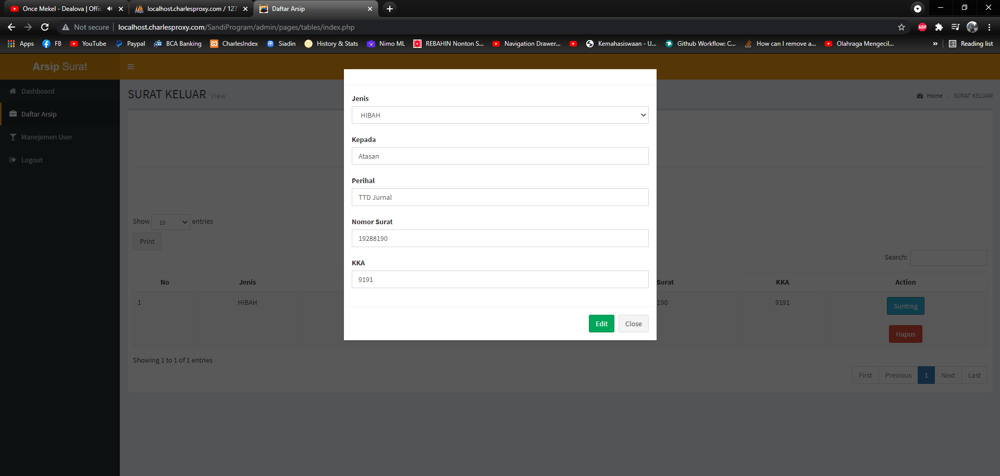 Once Mekel - Dealova | Offic
localhost.charlesproxy.com / 127.
Daftar Arsip
Not secure
localhost.charlesproxy.com/SandiProgram/admin/pages/tables/index.php
ABP
Apps
FB
YouTube
Paypal
BCA Banking
CharlesIndex
Siadin
History & Stats
Nimo ML
REBAHIN Nonton S...
Navigation Drawer...
Kemahasiswaan - U...
Github Workflow: C...
How can I remove a...
Olahraga Mengecil...
»
Reading list
Arsip Surat
Dashboard
Daftar Arsip
Manejemen User
Logout
SURAT KELUAR View
Home > SURAT KELUAR
Jenis
HIBAH
Kepada
Atasan
Perihal
TTD Jurnal
Nomor Surat
19288190
KKA
9191
Edit
Close
Show 10 entries
Print
Search:
No
Jenis
Surat
KKA
Action
1
HIBAH
190
9191
Sunting
Hapus
Showing 1 to 1 of 1 entries
First
Previous
1
Next
Last